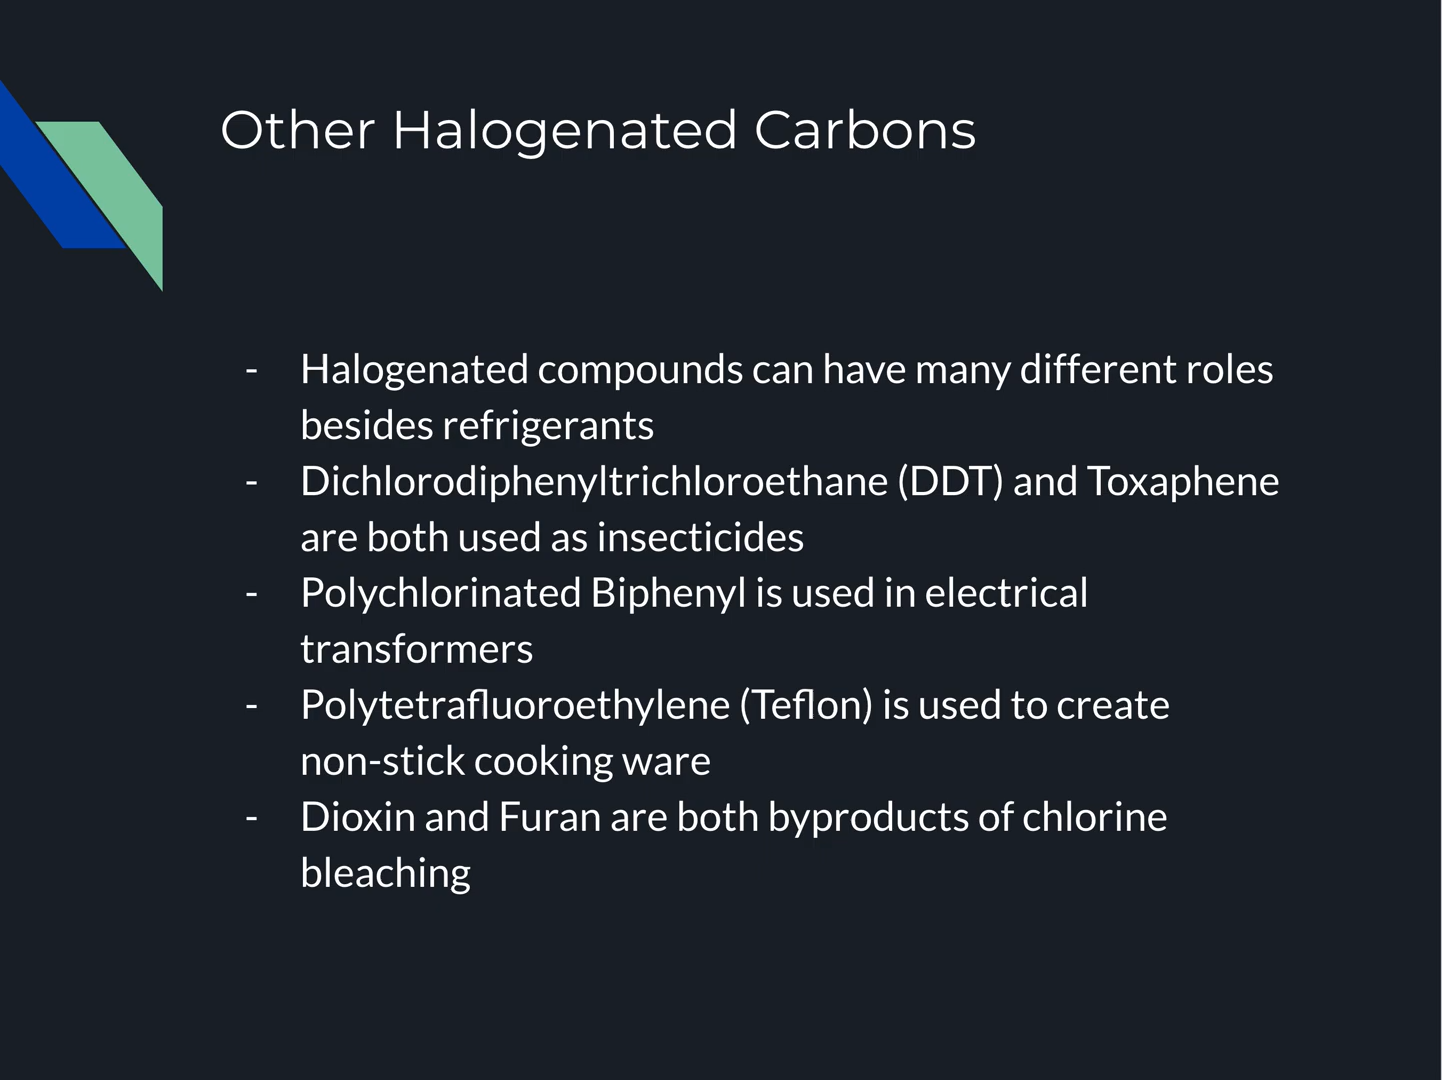 Other Halogenated Carbons
- Halogenated compounds can have many different roles
besides refrigerants
- Dichlorodiphenyltrichloroethane (DDT) and Toxaphene
are both used as insecticides
- Polychlorinated Biphenyl is used in electrical
transformers
- Polytetrafluoroethylene (Teflon) is used to create
non-stick cooking ware
- Dioxin and Furan are both byproducts of chlorine
bleaching